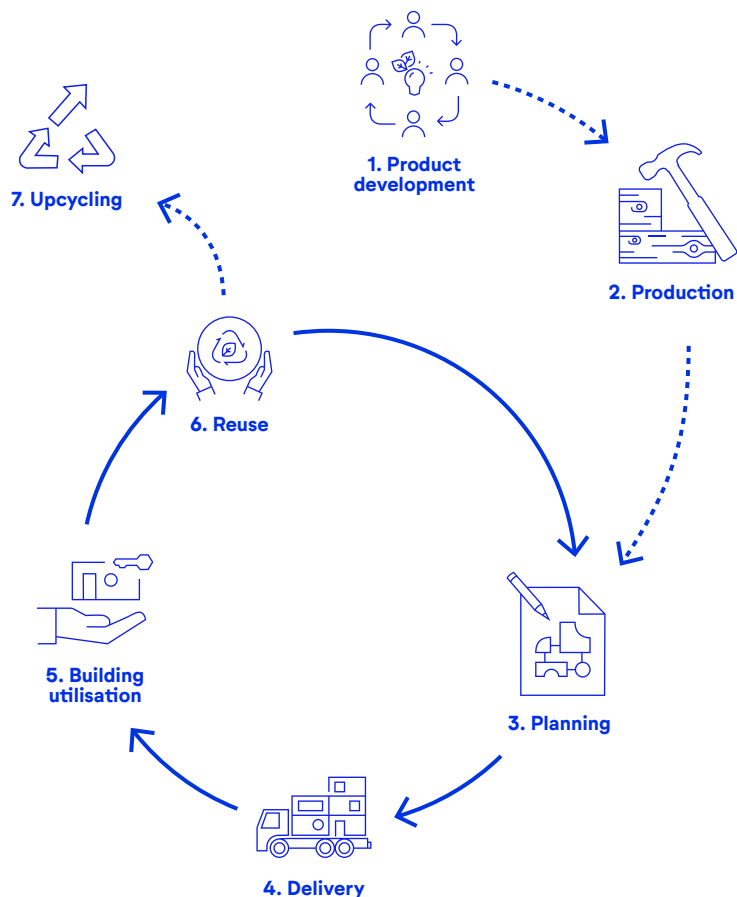 1. Product
development
2. Production
3. Planning
4. Delivery
5. Building
utilisation
6. Reuse
7. Upcycling